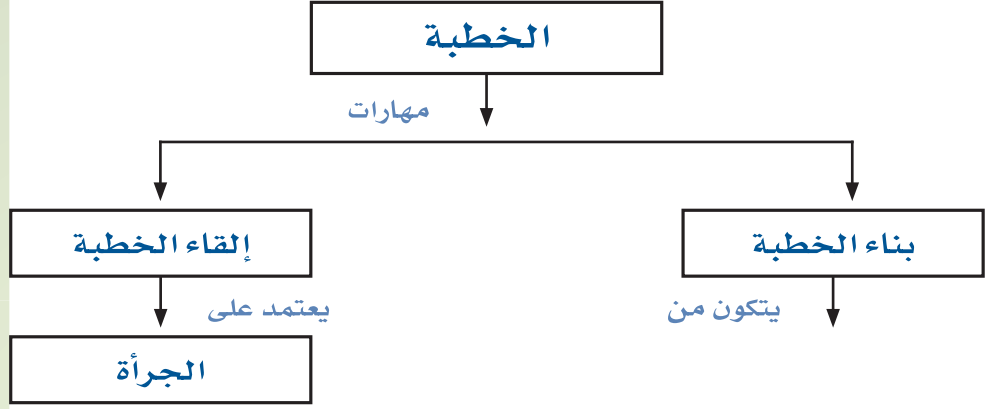 الخطبة
مهارات
بناء الخطبة
إلقاء الخطبة
يتكون من
يعتمد على
الجرأة